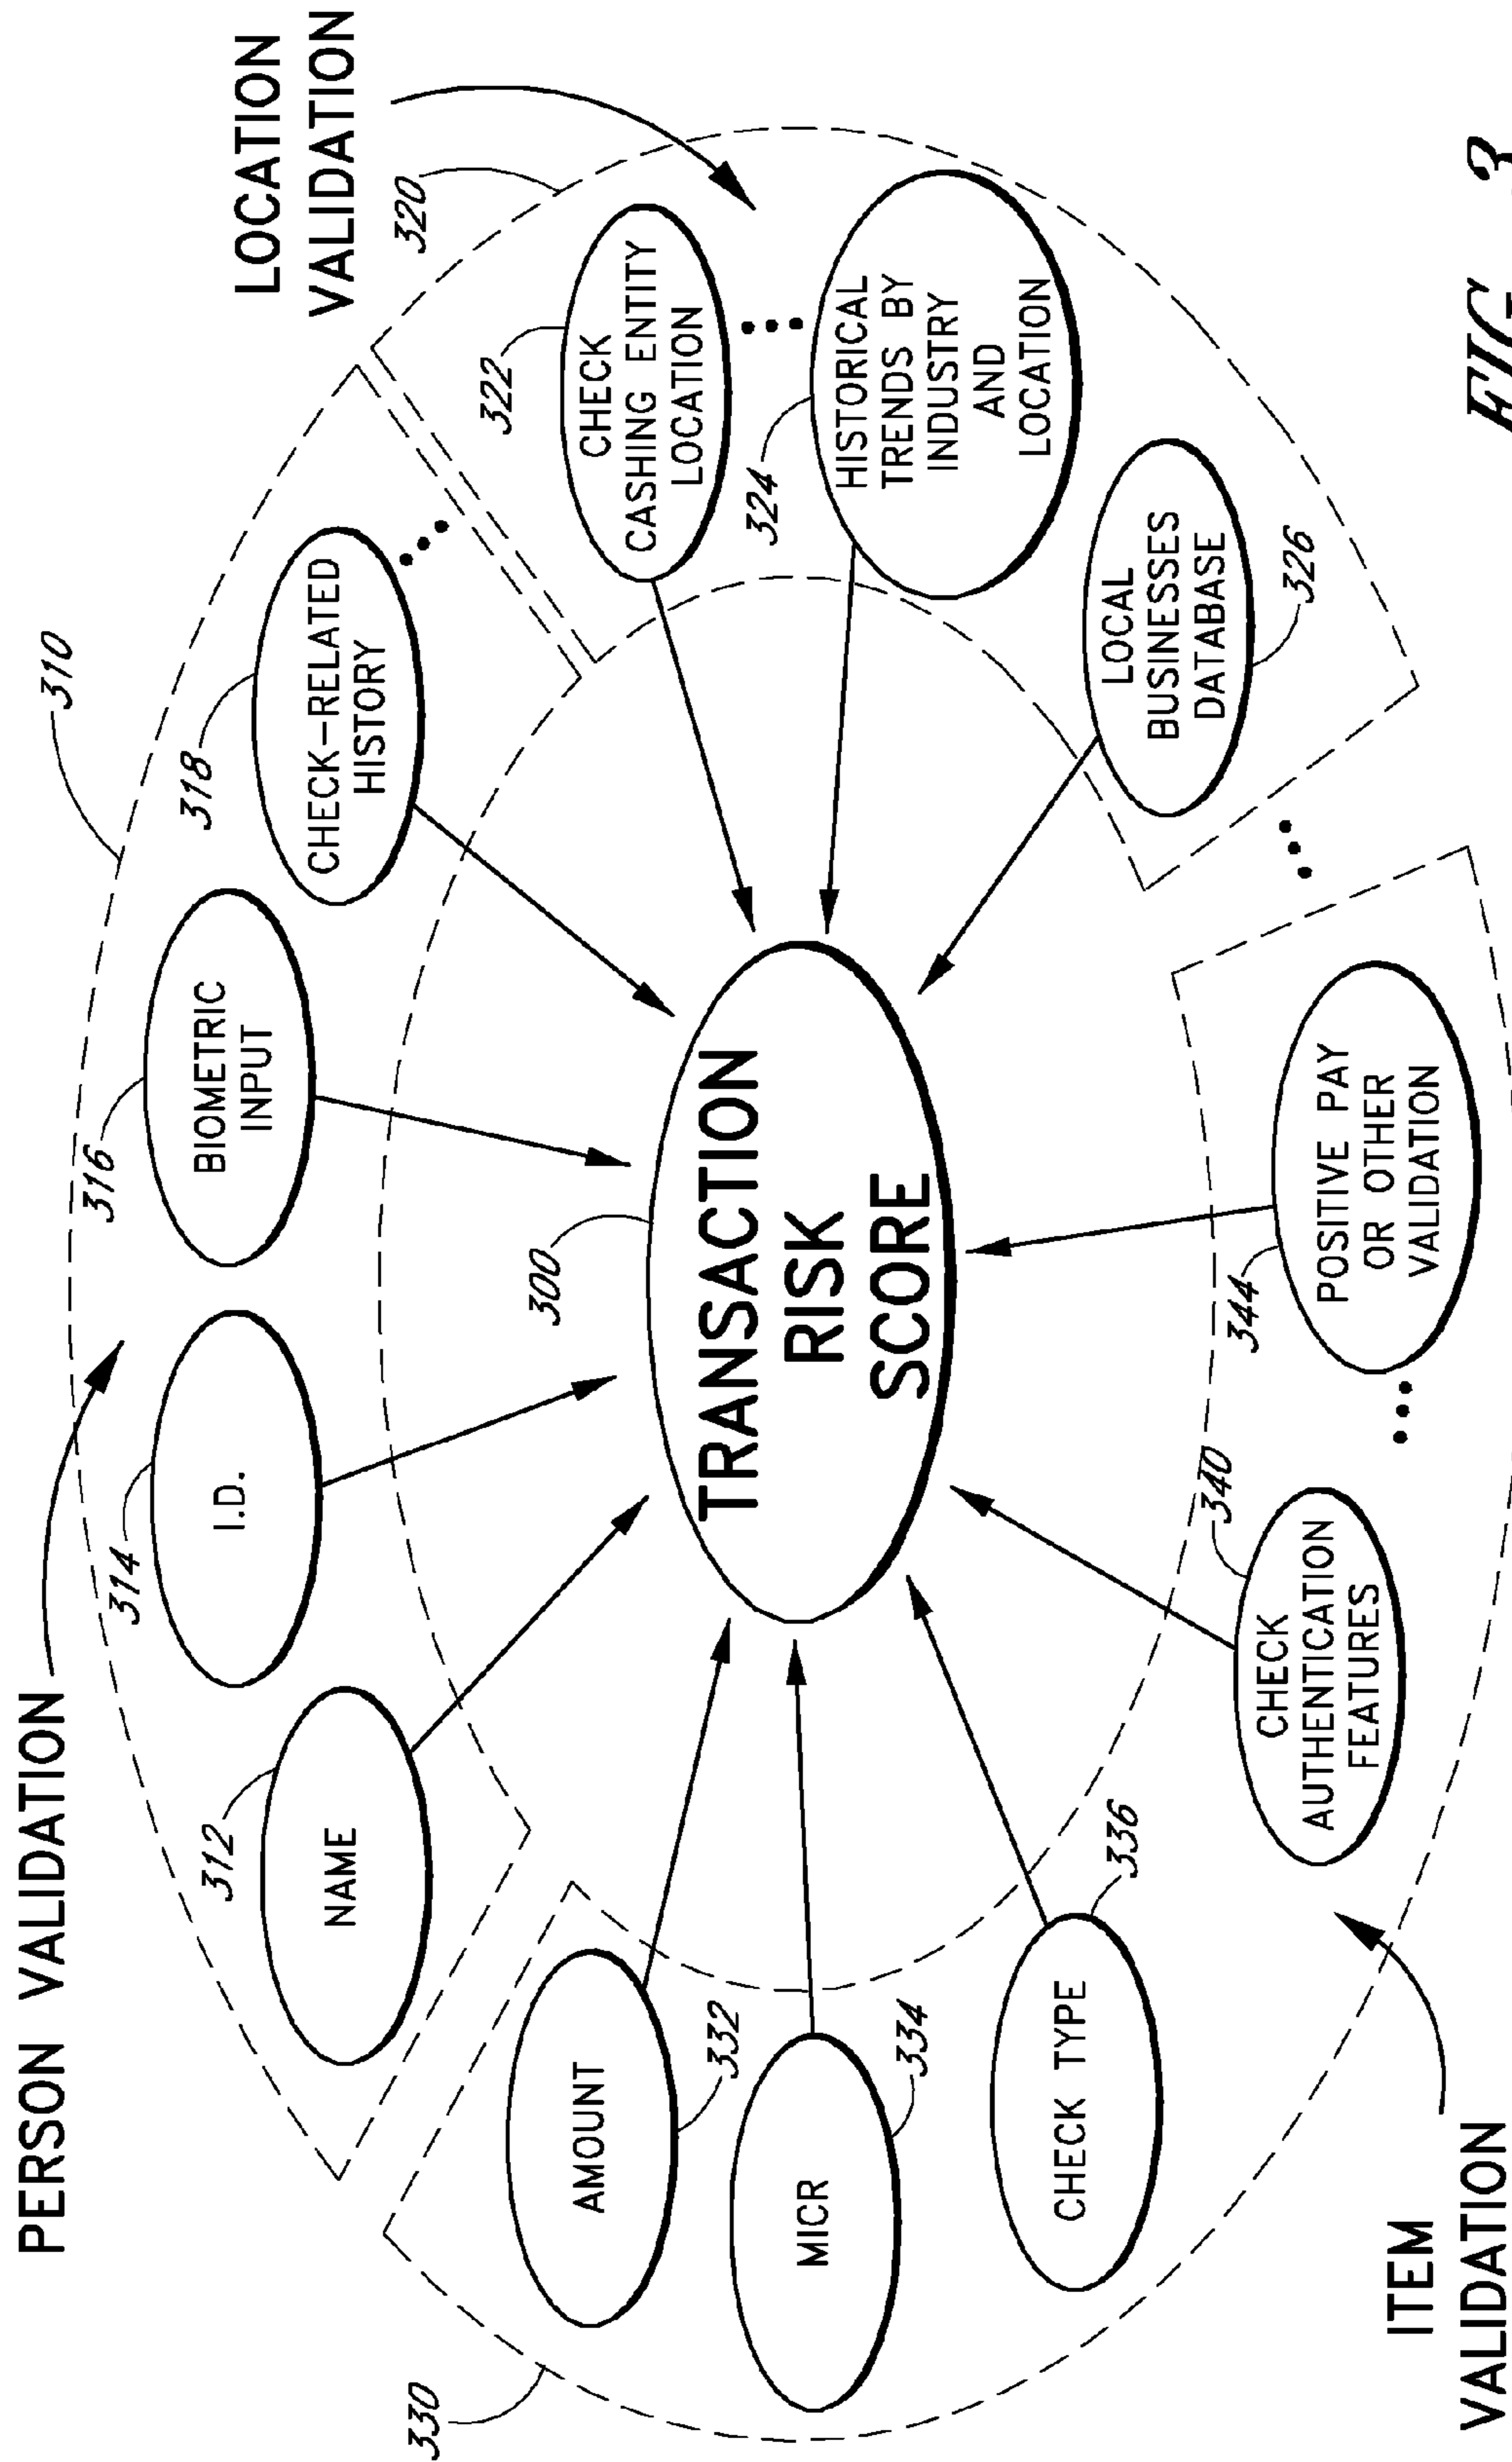 PERSON VALIDATION
310
LOCATION
VALIDATION
312
NAME
314
I.D.
316
BIOMETRIC
INPUT
318
CHECK-RELATED
HISTORY
320
322
CHECK
CASHING ENTITY
LOCATION
324
HISTORICAL
TRENDS BY
INDUSTRY
AND
LOCATION
LOCAL
BUSINESSES
DATABASE
326
300
TRANSACTION
RISK
SCORE
330
AMOUNT
332
MICR
334
CHECK TYPE
336
340
CHECK
AUTHENTICATION
FEATURES
344
POSITIVE PAY
OR OTHER
VALIDATION
ITEM
VALIDATION
FIG. 3